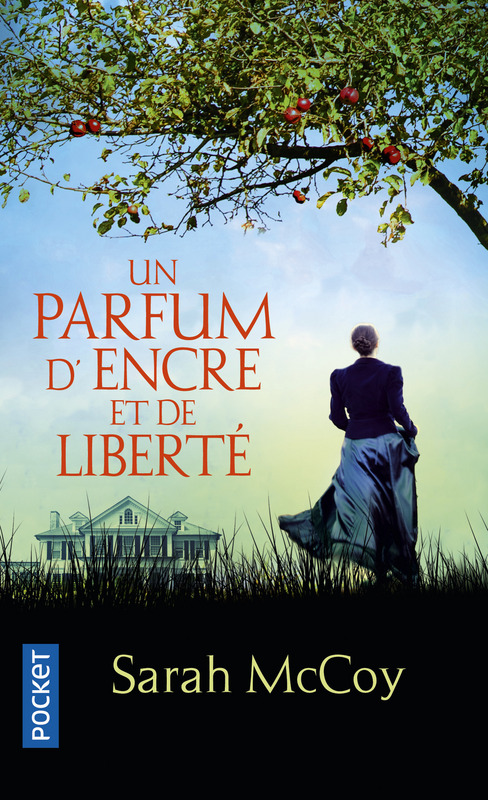 UN
PARFUM
D'ENCRE
ET DE
LIBERTÉ
Sarah McCoy
POCKET